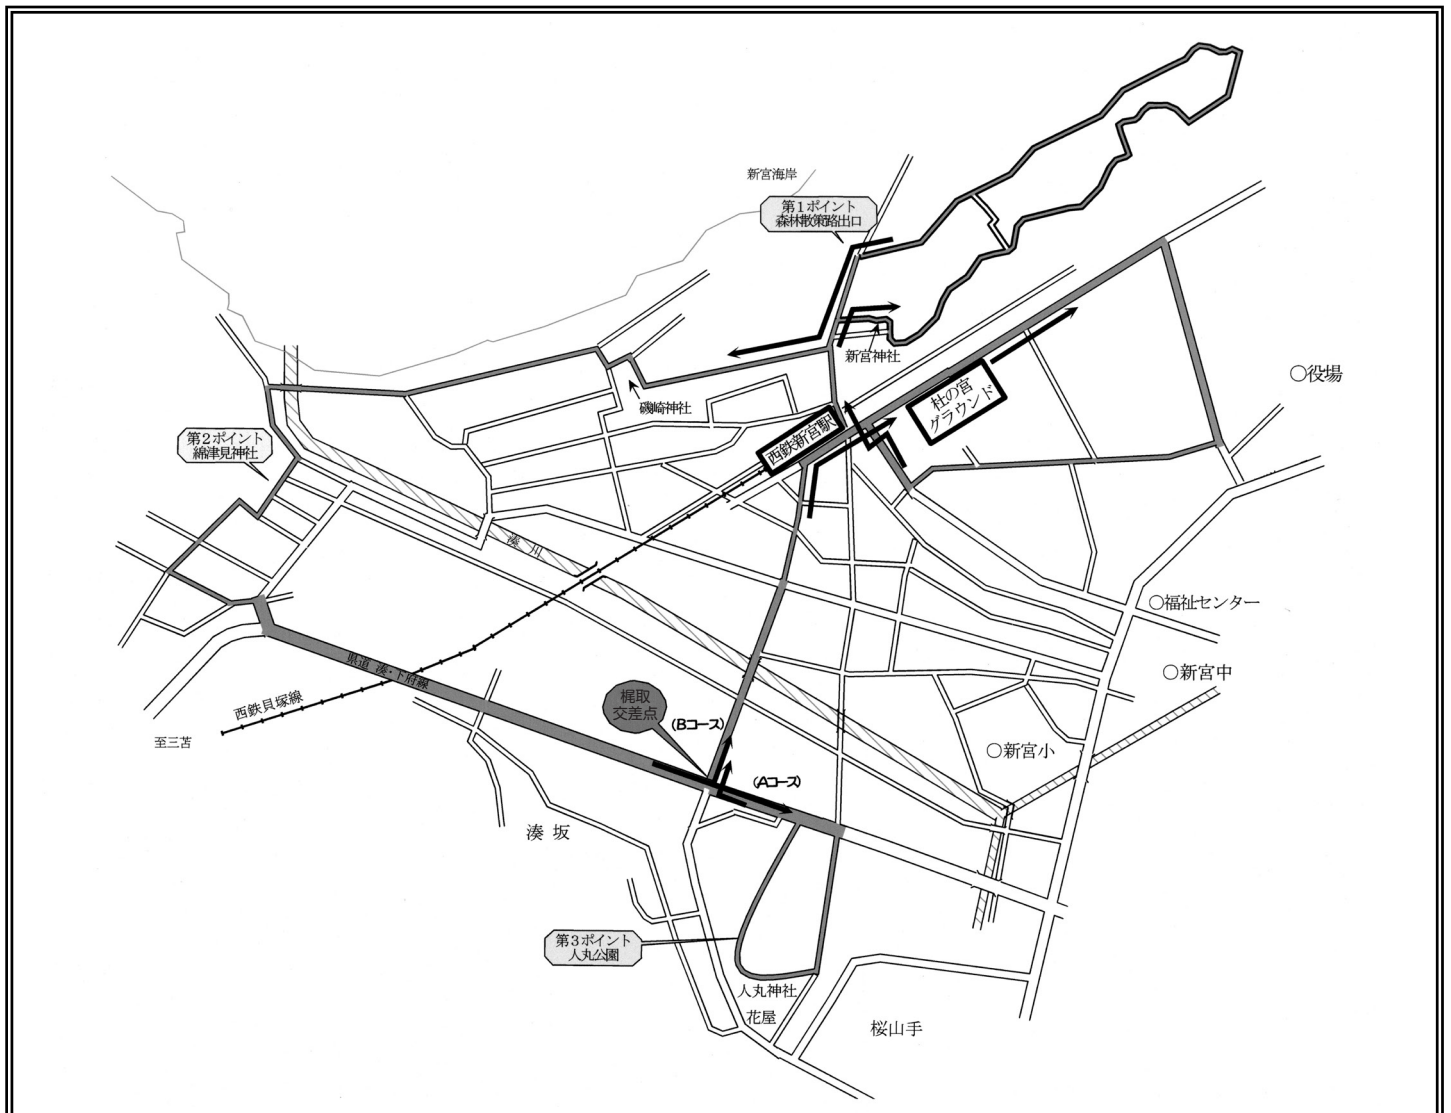 新宮海岸
第1ポイント
森林散策路出口
新宮神社
磯崎神社
杜の宮
グラウンド
○役場
西鉄新宮駅
第2ポイント
綿津見神社
湊川
○福祉センター
○新宮中
県道 湊・下府線
西鉄貝塚線
至三苫
梶取
交差点
(Bコース)
(Aコース)
○新宮小
湊 坂
第3ポイント
人丸公園
人丸神社
花屋
桜山手